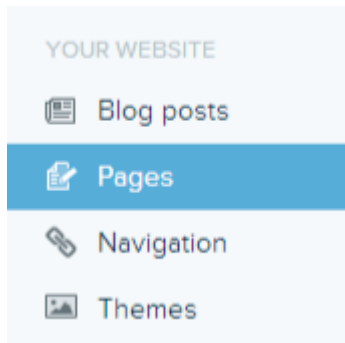 YOUR WEBSITE
Blog posts
Pages
Navigation
Themes